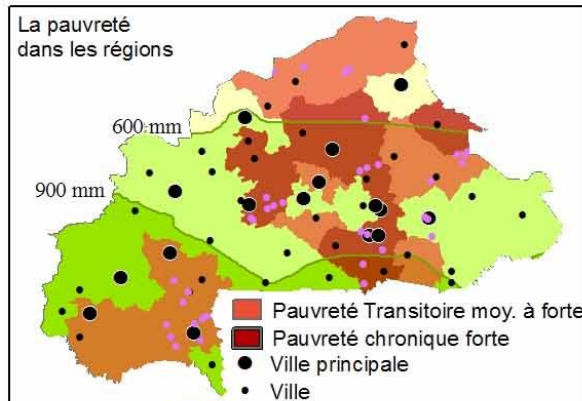 La pauvreté
dans les régions
600 mm
900 mm
Pauvreté Transitoire moy. à forte
Pauvreté chronique forte
Ville principale
Ville